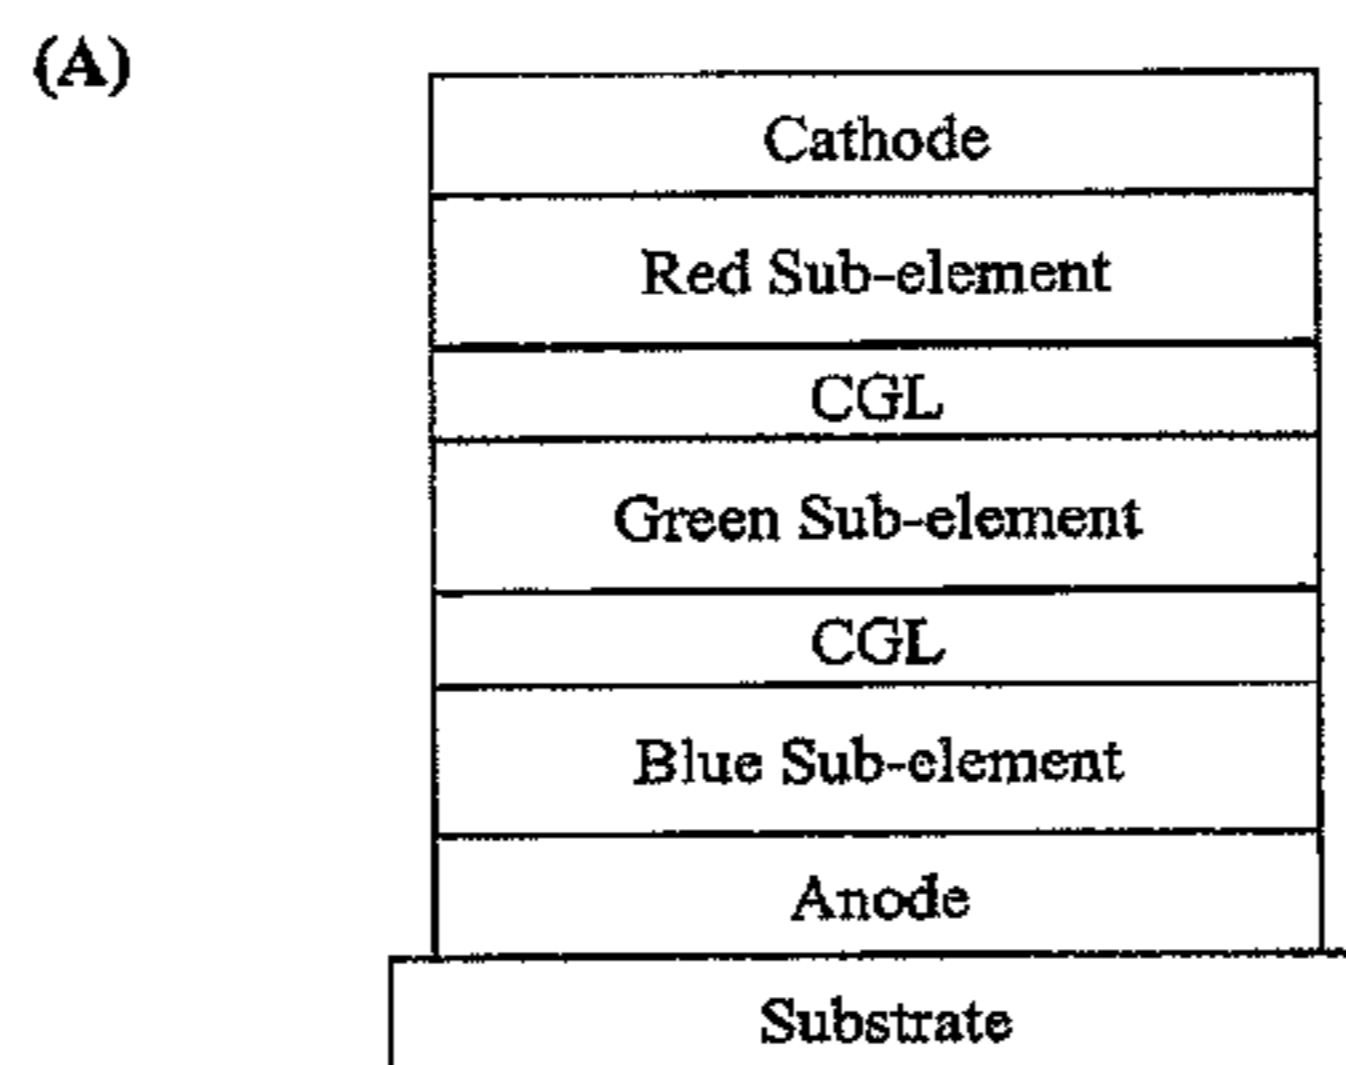 (A)
Cathode
Red Sub-element
CGL
Green Sub-element
CGL
Blue Sub-element
Anode
Substrate